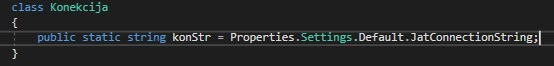 class Konekcija
{
public static string konStr = Properties.Settings.Default.JatConnectionString;
}